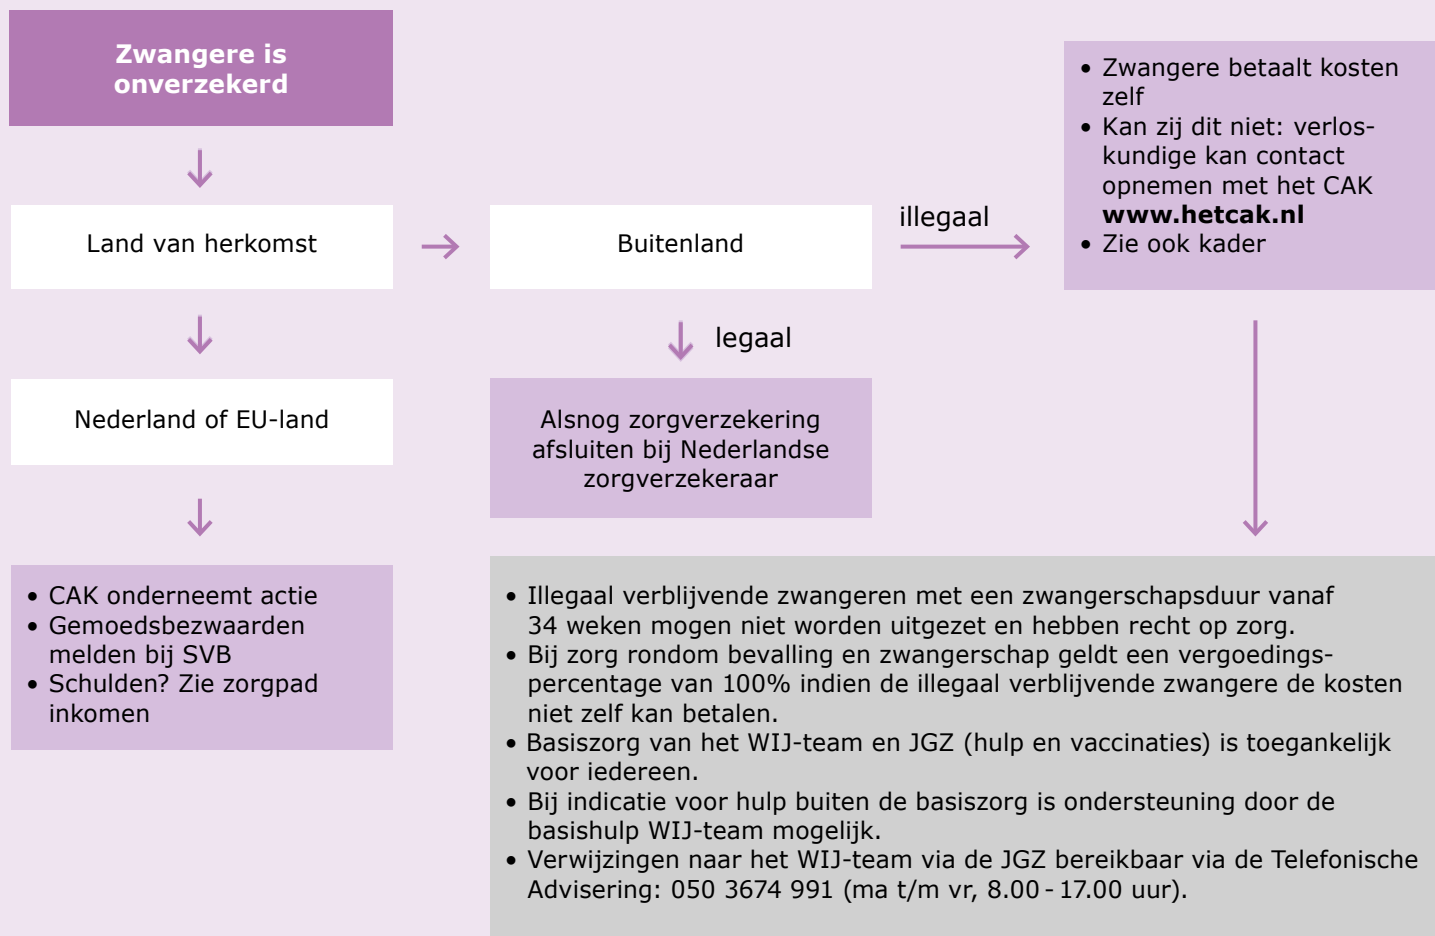 Zwangere is
onverzekerd
Land van herkomst
Buitenland
illegaal
• Zwangere betaalt kosten
zelf
• Kan zij dit niet: verlos-
kundige kan contact
opnemen met het CAK
www.hetcak.nl
• Zie ook kader
legaal
Nederland of EU-land
Alsnog zorgverzekering
afsluiten bij Nederlandse
zorgverzekeraar
• CAK onderneemt actie
• Gemoedsbezwaarden
melden bij SVB
• Schulden? Zie zorgpad
inkomen
• Illegaal verblijvende zwangeren met een zwangerschapsduur vanaf
34 weken mogen niet worden uitgezet en hebben recht op zorg.
• Bij zorg rondom bevalling en zwangerschap geldt een vergoedings-
percentage van 100% indien de illegaal verblijvende zwangere de kosten
niet zelf kan betalen.
• Basiszorg van het WIJ-team en JGZ (hulp en vaccinaties) is toegankelijk
voor iedereen.
• Bij indicatie voor hulp buiten de basiszorg is ondersteuning door de
basishulp WIJ-team mogelijk.
• Verwijzingen naar het WIJ-team via de JGZ bereikbaar via de Telefonische
Advisering: 050 3674 991 (ma t/m vr, 8.00 - 17.00 uur).